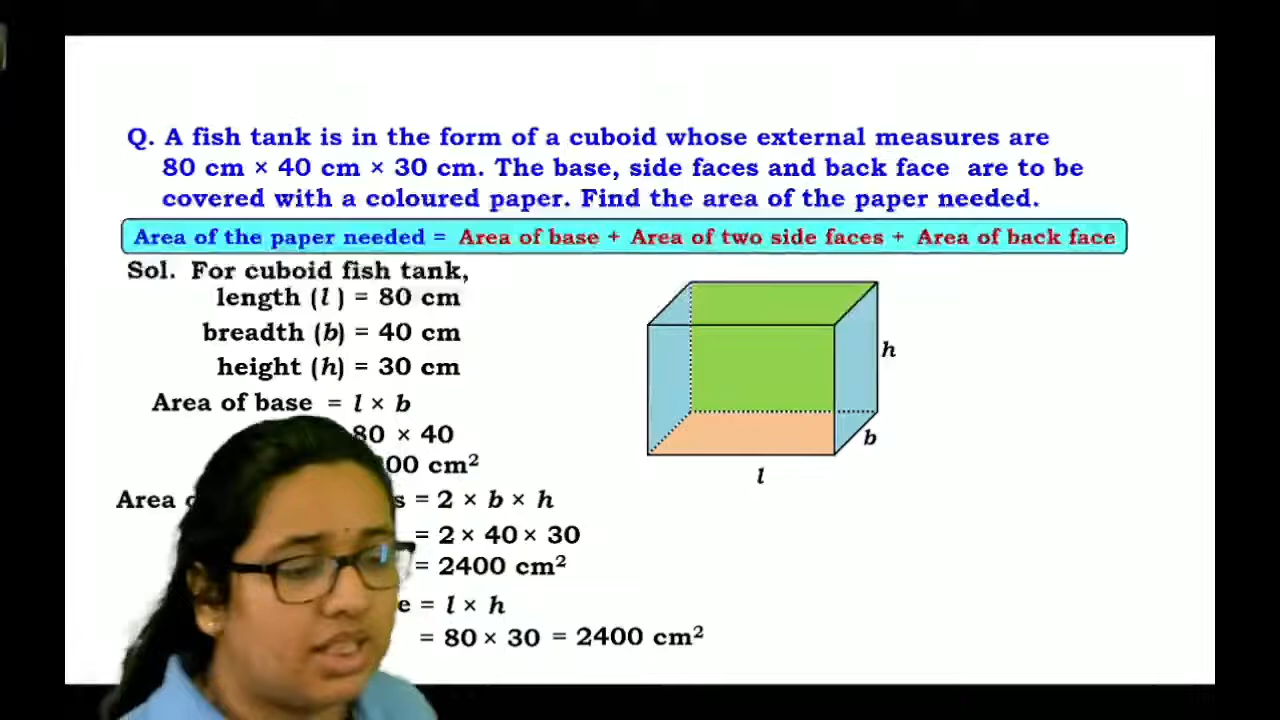 Q. A fish tank is in the form of a cuboid whose external measures are
80 cm × 40 cm × 30 cm. The base, side faces and back face are to be
covered with a coloured paper. Find the area of the paper needed.
Area of the paper needed = Area of base + Area of two side faces + Area of back face
Sol. For cuboid fish tank,
length (l ) = 80 cm
breadth (b) = 40 cm
height (h) = 30 cm
Area of base = l × b
80 × 40
00 cm²
Area = 2 × b × h
= 2 × 40 × 30
= 2400 cm²
= l × h
= 80 × 30 = 2400 cm²
h
b
l